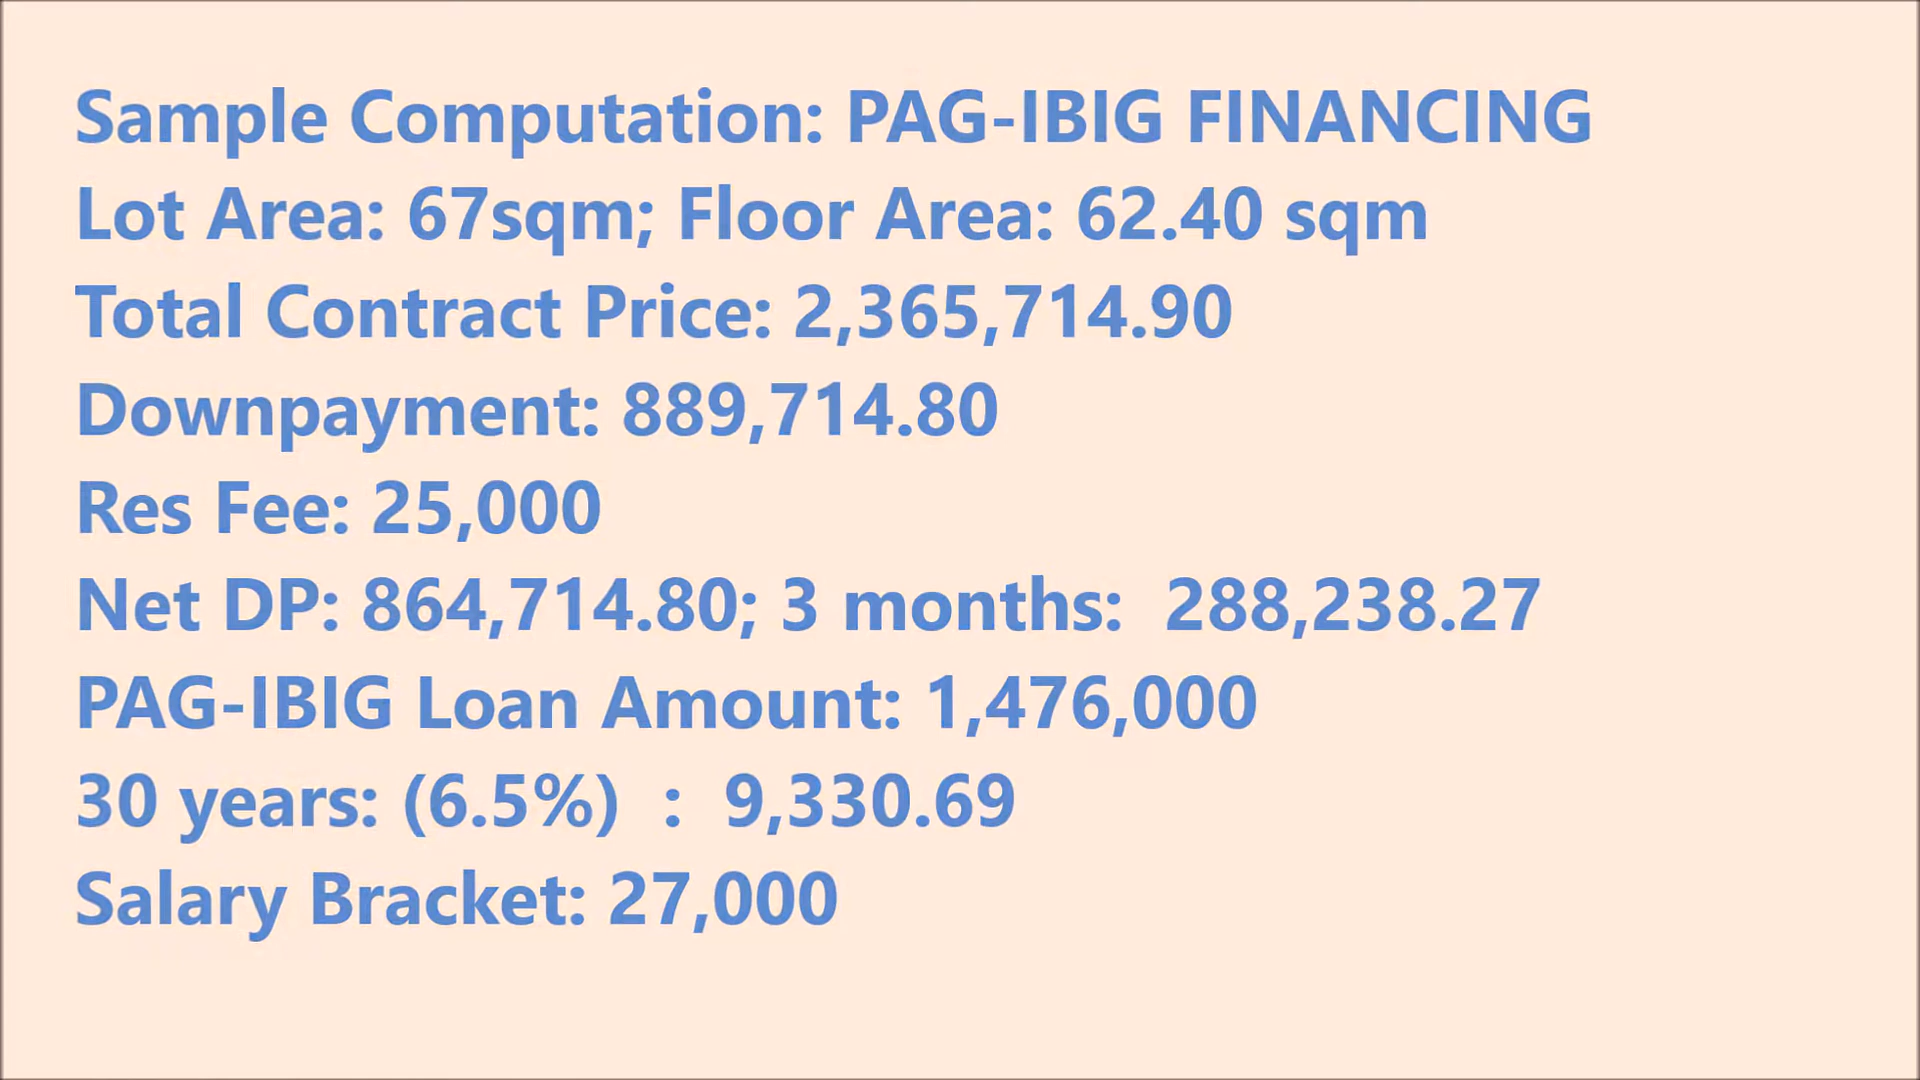 Sample Computation: PAG-IBIG FINANCING
Lot Area: 67sqm; Floor Area: 62.40 sqm
Total Contract Price: 2,365,714.90
Downpayment: 889,714.80
Res Fee: 25,000
Net DP: 864,714.80; 3 months:  288,238.27
PAG-IBIG Loan Amount: 1,476,000
30 years: (6.5%)  :  9,330.69
Salary Bracket: 27,000